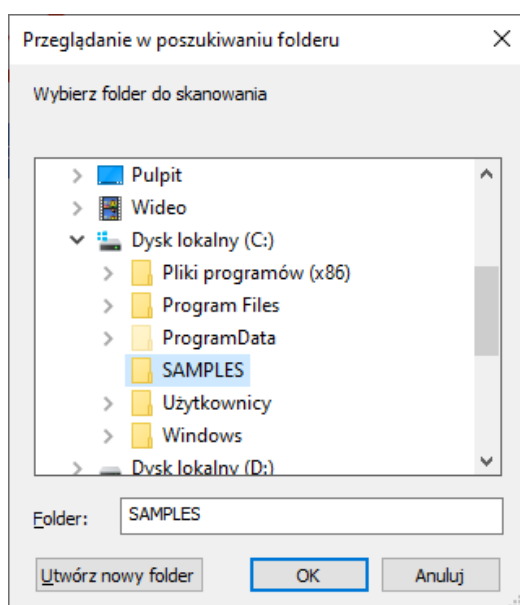 Przeglądanie w poszukiwaniu folderu
Wybierz folder do skanowania
Pulpit
Wideo
Dysk lokalny (C:)
Pliki programów (x86)
Program Files
ProgramData
SAMPLES
Użytkownicy
Windows
Dysk lokalny (D:)
Folder: SAMPLES
Utwórz nowy folder OK Anuluj